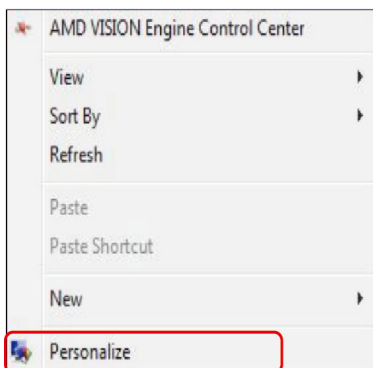 AMD VISION Engine Control Center
View
Sort By
Refresh
Paste
Paste Shortcut
New
Personalize